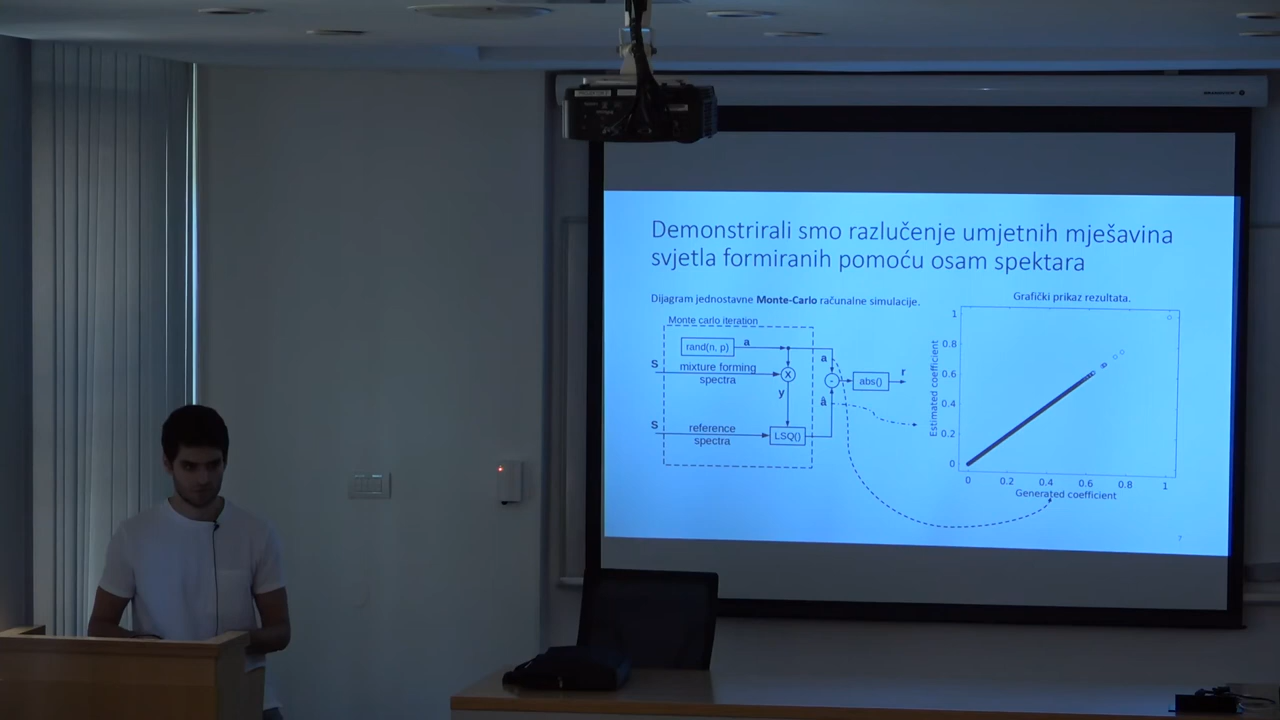 Demonstrirali smo razlučenje umjetnih mješavina
svjetla formiranih pomoću osam spektara
Dijagram jednostavne Monte-Carlo računalne simulacije.
Grafički prikaz rezultata.
Monte carlo iteration
rand(n, p)
a
a
S
mixture forming
spectra
X
-
abs()
r
y
â
S
reference
spectra
LSQ()
Estimated coefficient
1
0.8
0.6
0.4
0.2
0
0 0.2 0.4 0.6 0.8 1
Generated coefficient
7